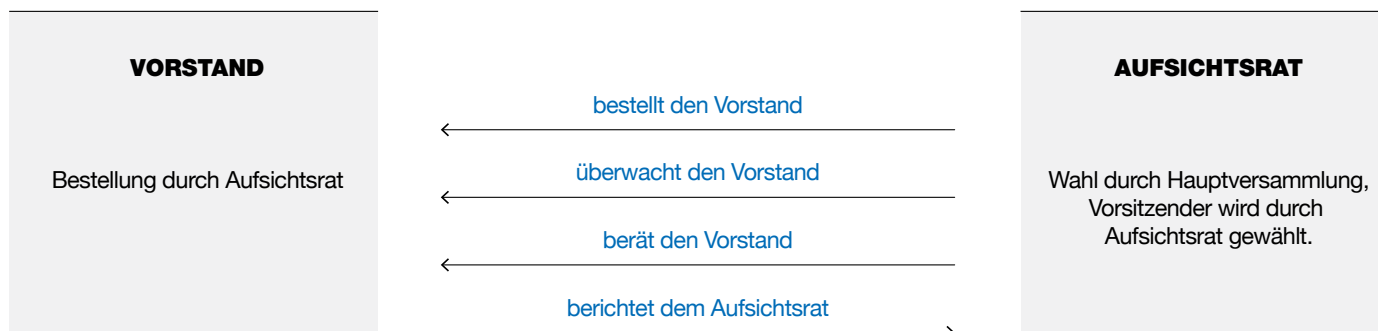 VORSTAND
AUFSICHTSRAT
bestellt den Vorstand
Bestellung durch Aufsichtsrat
überwacht den Vorstand
berät den Vorstand
berichtet dem Aufsichtsrat
Wahl durch Hauptversammlung,
Vorsitzender wird durch
Aufsichtsrat gewählt.